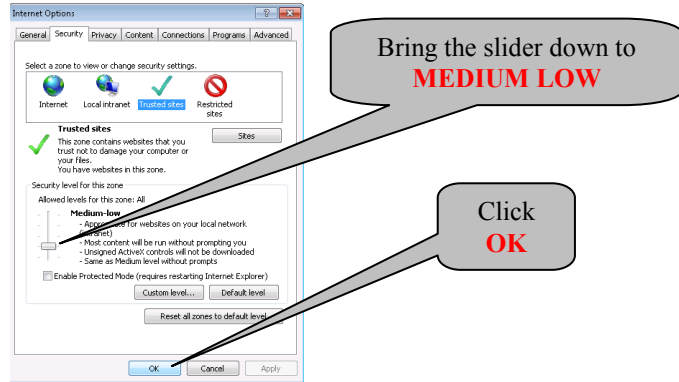 Internet Options
General Security Privacy Content Connections Programs Advanced
Select a zone to view or change security settings.
Internet Local intranet Trusted sites Restricted
sites
Trusted sites
Sites
This zone contains websites that you
trust not to damage your computer or
your files.
You have websites in this zone.
Security level for this zone
Allowed levels for this zone: All
Medium-low
- for websites on your local network
- Most content will be run without prompting you
- Unsigned ActiveX controls will not be downloaded
- Same as Medium level without prompts
Enable Protected Mode (requires restarting Internet Explorer)
Custom level... Default level
Reset all zones to default level
OK Cancel Apply
Bring the slider down to
MEDIUM LOW
Click
OK